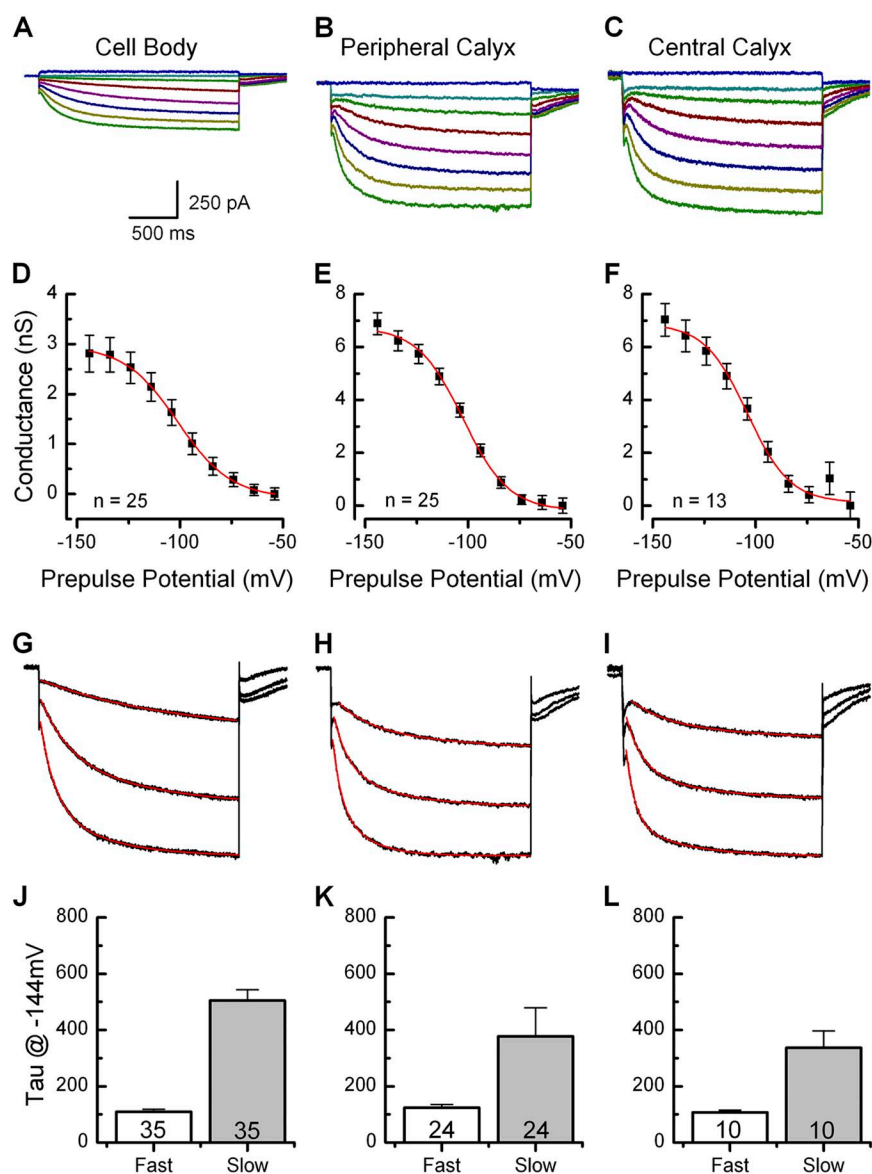 A
Cell Body
B
Peripheral Calyx
C
Central Calyx
250 pA
500 ms
D
E
F
Conductance (nS)
4
3
2
1
0
n = 25
-150
-100
-50
Prepulse Potential (mV)
8
6
4
2
0
n = 25
-150
-100
-50
Prepulse Potential (mV)
8
6
4
2
0
n = 13
-150
-100
-50
Prepulse Potential (mV)
G
H
I
J
K
L
Tau @ -144mV
800
600
400
200
0
35
35
Fast
Slow
800
600
400
200
0
24
24
Fast
Slow
800
600
400
200
0
10
10
Fast
Slow